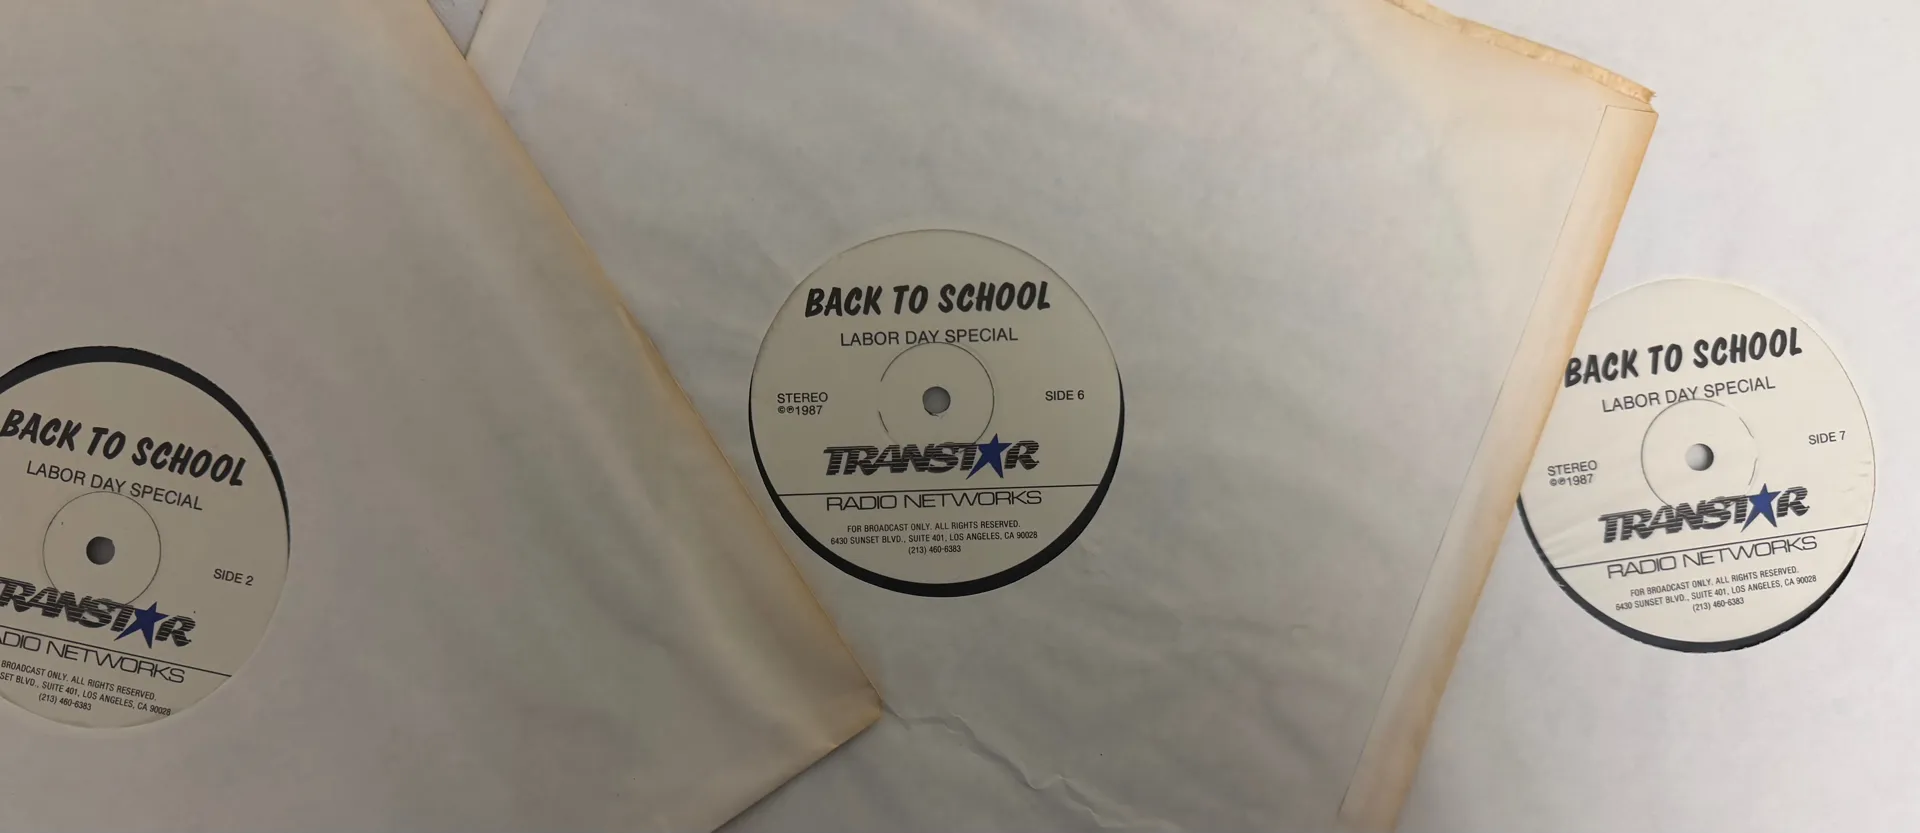 BACK TO SCHOOL
LABOR DAY SPECIAL
SIDE 2
TRANSTAR
RADIO NETWORKS
BROADCAST ONLY. ALL RIGHTS RESERVED.
BLVD., SUITE 401, LOS ANGELES, CA 90028
(213) 460-6383
BACK TO SCHOOL
LABOR DAY SPECIAL
STEREO
©℗1987
SIDE 6
TRANSTAR
RADIO NETWORKS
FOR BROADCAST ONLY. ALL RIGHTS RESERVED.
6430 SUNSET BLVD., SUITE 401, LOS ANGELES, CA 90028
(213) 460-6383
BACK TO SCHOOL
LABOR DAY SPECIAL
STEREO
©℗1987
SIDE 7
TRANSTAR
RADIO NETWORKS
FOR BROADCAST ONLY. ALL RIGHTS RESERVED.
6430 SUNSET BLVD., SUITE 401, LOS ANGELES, CA 90028
(213) 460-6383